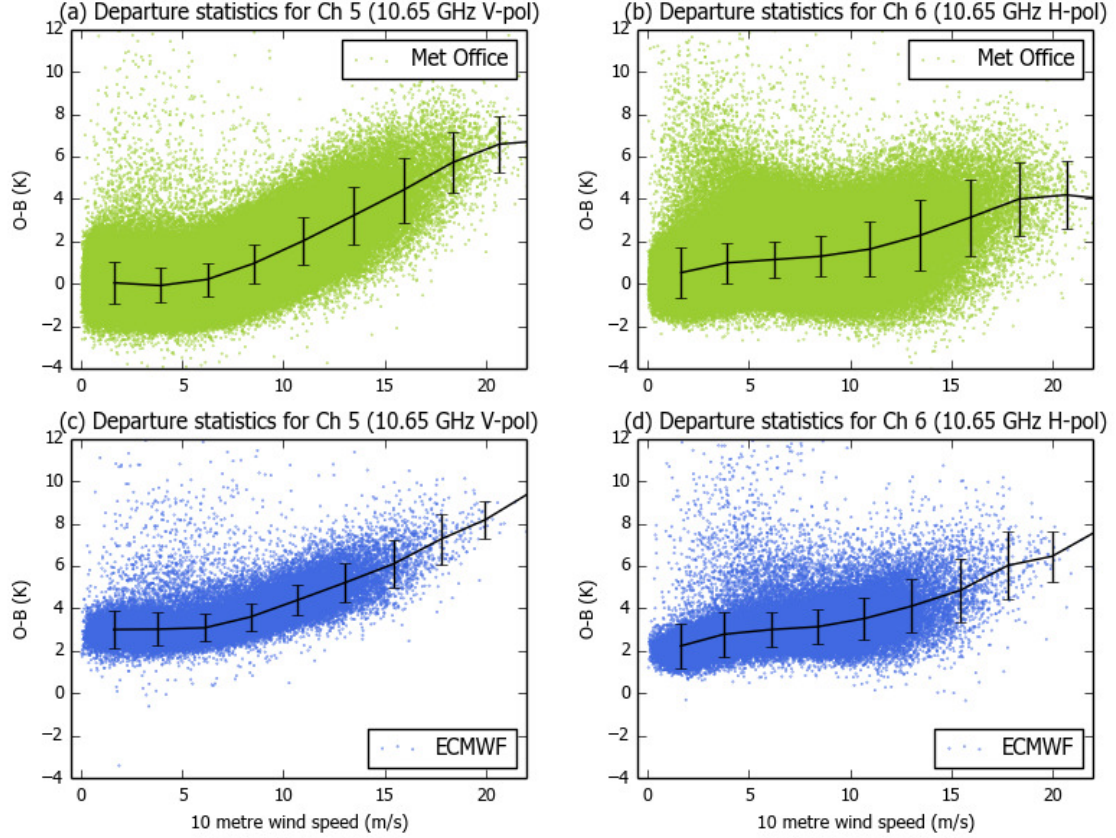 (a) Departure statistics for Ch 5 (10.65 GHz V-pol)
12
10
8
6
4
2
0
−2
−4
O-B (K)
Met Office
0 5 10 15 20
(b) Departure statistics for Ch 6 (10.65 GHz H-pol)
12
10
8
6
4
2
0
−2
−4
O-B (K)
Met Office
0 5 10 15 20
(c) Departure statistics for Ch 5 (10.65 GHz V-pol)
12
10
8
6
4
2
0
−2
−4
O-B (K)
ECMWF
0 5 10 15 20
10 metre wind speed (m/s)
(d) Departure statistics for Ch 6 (10.65 GHz H-pol)
12
10
8
6
4
2
0
−2
−4
O-B (K)
ECMWF
0 5 10 15 20
10 metre wind speed (m/s)